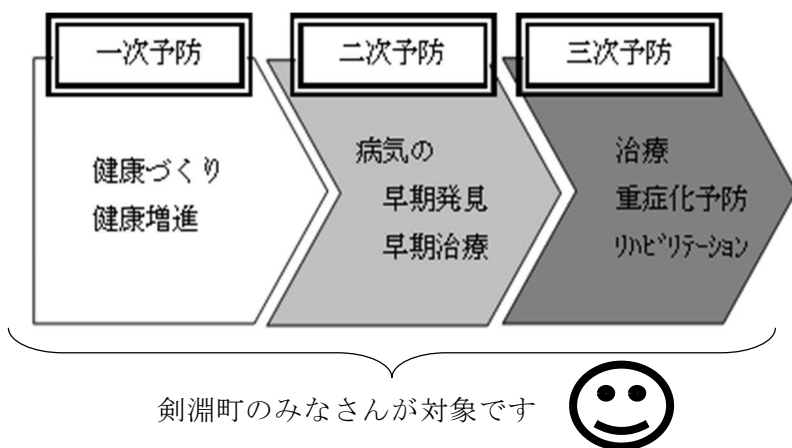 一次予防
健康づくり
健康増進
二次予防
病気の
早期発見
早期治療
三次予防
治療
重症化予防
ﾘﾊﾋﾞﾘﾃｰｼｮﾝ
剣淵町のみなさんが対象です